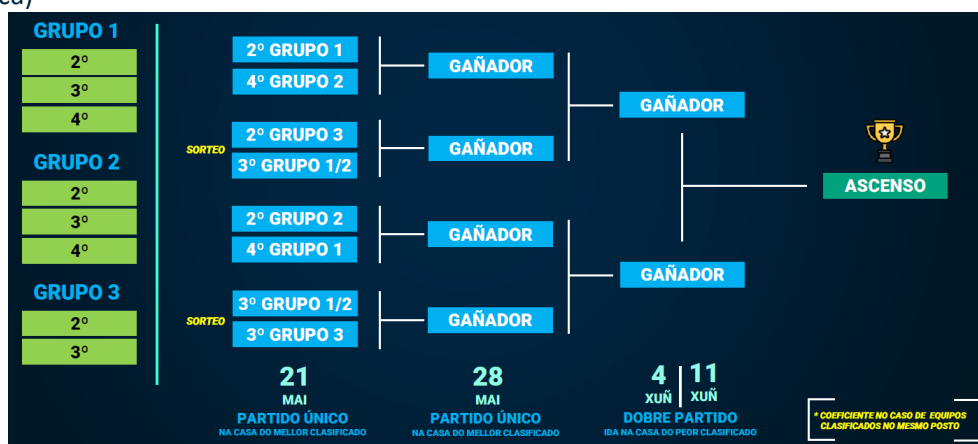 ca)
GRUPO 1
2º
3º
4º
GRUPO 2
2º
3º
4º
GRUPO 3
2º
3º
2º GRUPO 1
4º GRUPO 2
SORTEO
2º GRUPO 3
3º GRUPO 1/2
2º GRUPO 2
4º GRUPO 1
SORTEO
3º GRUPO 1/2
3º GRUPO 3
GAÑADOR
GAÑADOR
GAÑADOR
GAÑADOR
GAÑADOR
GAÑADOR
ASCENSO
21
MAI
PARTIDO ÚNICO
NA CASA DO MELLOR CLASIFICADO
28
MAI
PARTIDO ÚNICO
NA CASA DO MELLOR CLASIFICADO
4 11
XUÑ XUÑ
DOBRE PARTIDO
IDA NA CASA DO PEOR CLASIFICADO
* COEFICIENTE NO CASO DE EQUIPOS
CLASIFICADOS NO MESMO POSTO